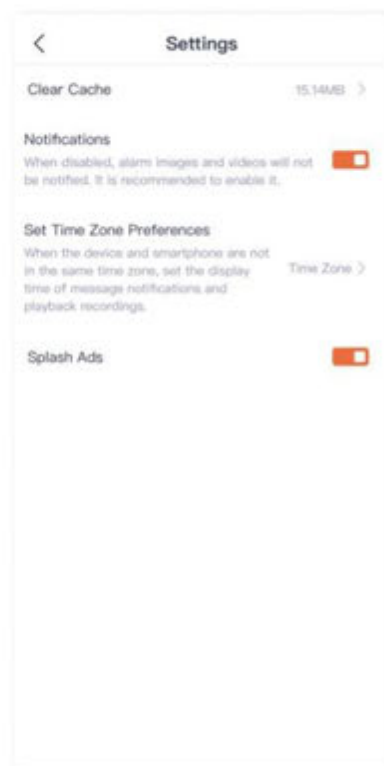 Settings
Clear Cache 15.14MB
Notifications
When disabled, alarm images and videos will not
be notified. It is recommended to enable it.
Set Time Zone Preferences
When the device and smartphone are not
in the same time zone, set the display
time of message notifications and
playback recordings.
Time Zone
Splash Ads